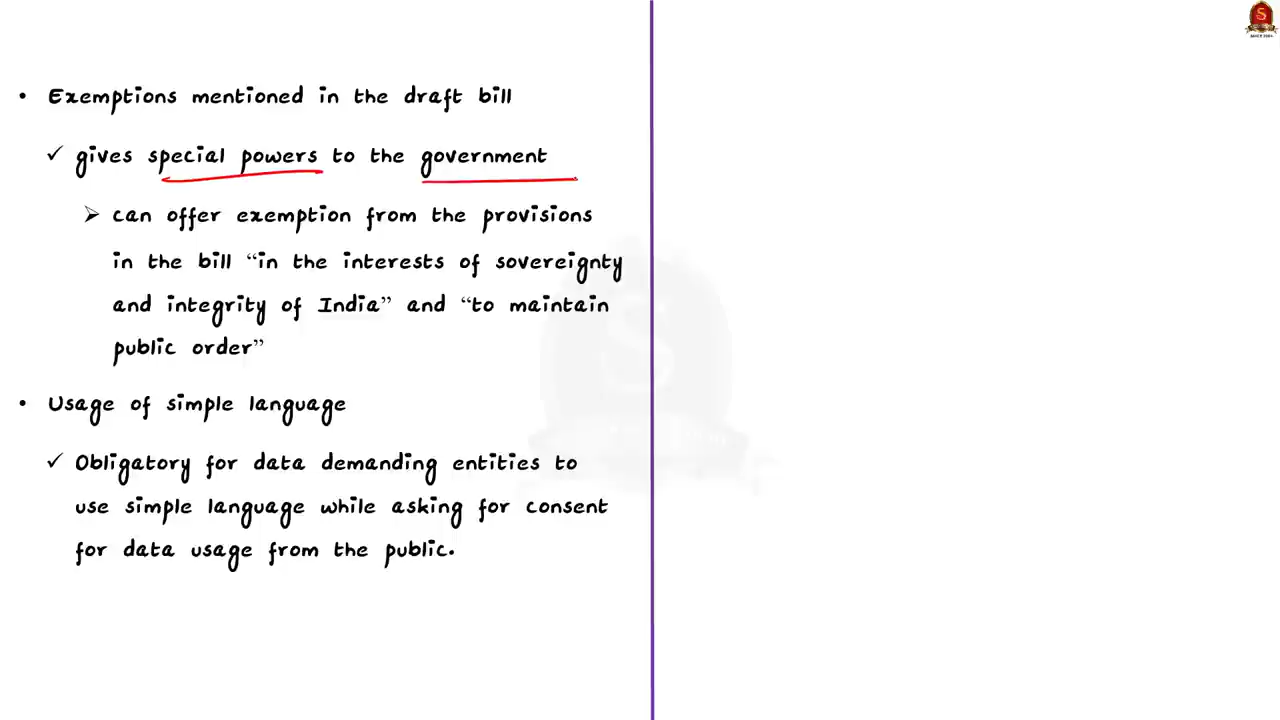 • Exemptions mentioned in the draft bill
✓ gives special powers to the government
➢ can offer exemption from the provisions
in the bill “in the interests of sovereignty
and integrity of India” and “to maintain
public order”
• Usage of simple language
✓ Obligatory for data demanding entities to
use simple language while asking for consent
for data usage from the public.